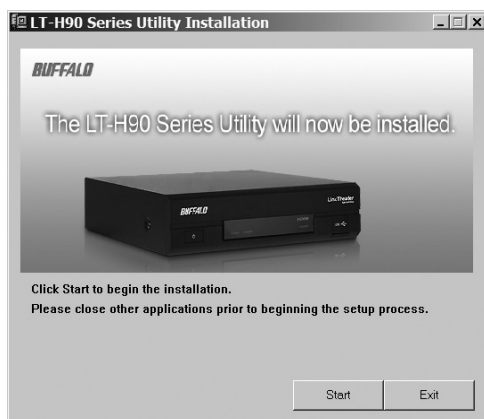 LT-H90 Series Utility Installation
BUFFALO
The LT-H90 Series Utility will now be installed.
BUFFALO
LinkTheater
HDMI
Click Start to begin the installation.
Please close other applications prior to beginning the setup process.
Start
Exit